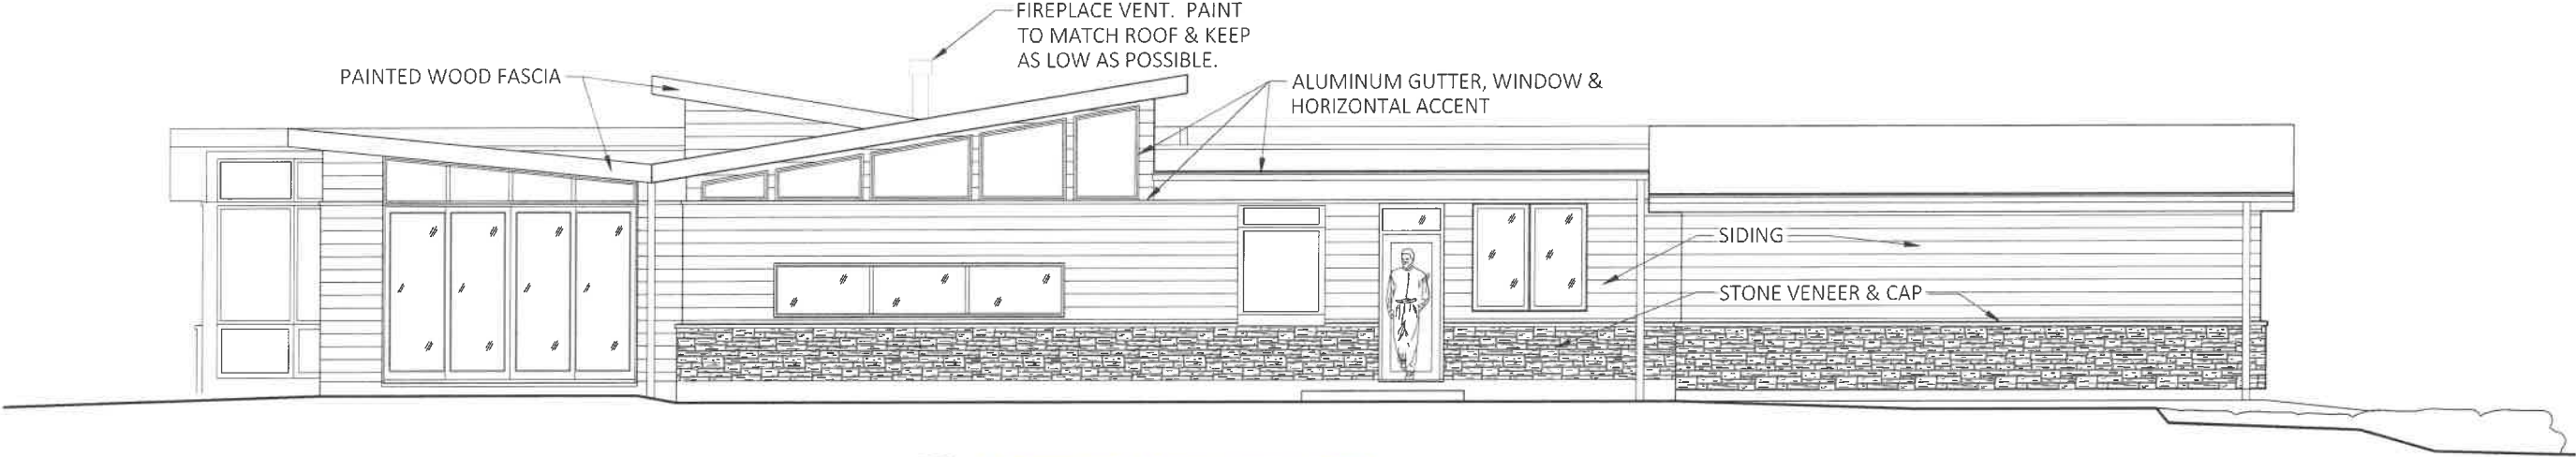 FIREPLACE VENT. PAINT
TO MATCH ROOF & KEEP
AS LOW AS POSSIBLE.
PAINTED WOOD FASCIA
ALUMINUM GUTTER, WINDOW &
HORIZONTAL ACCENT
SIDING
STONE VENEER & CAP